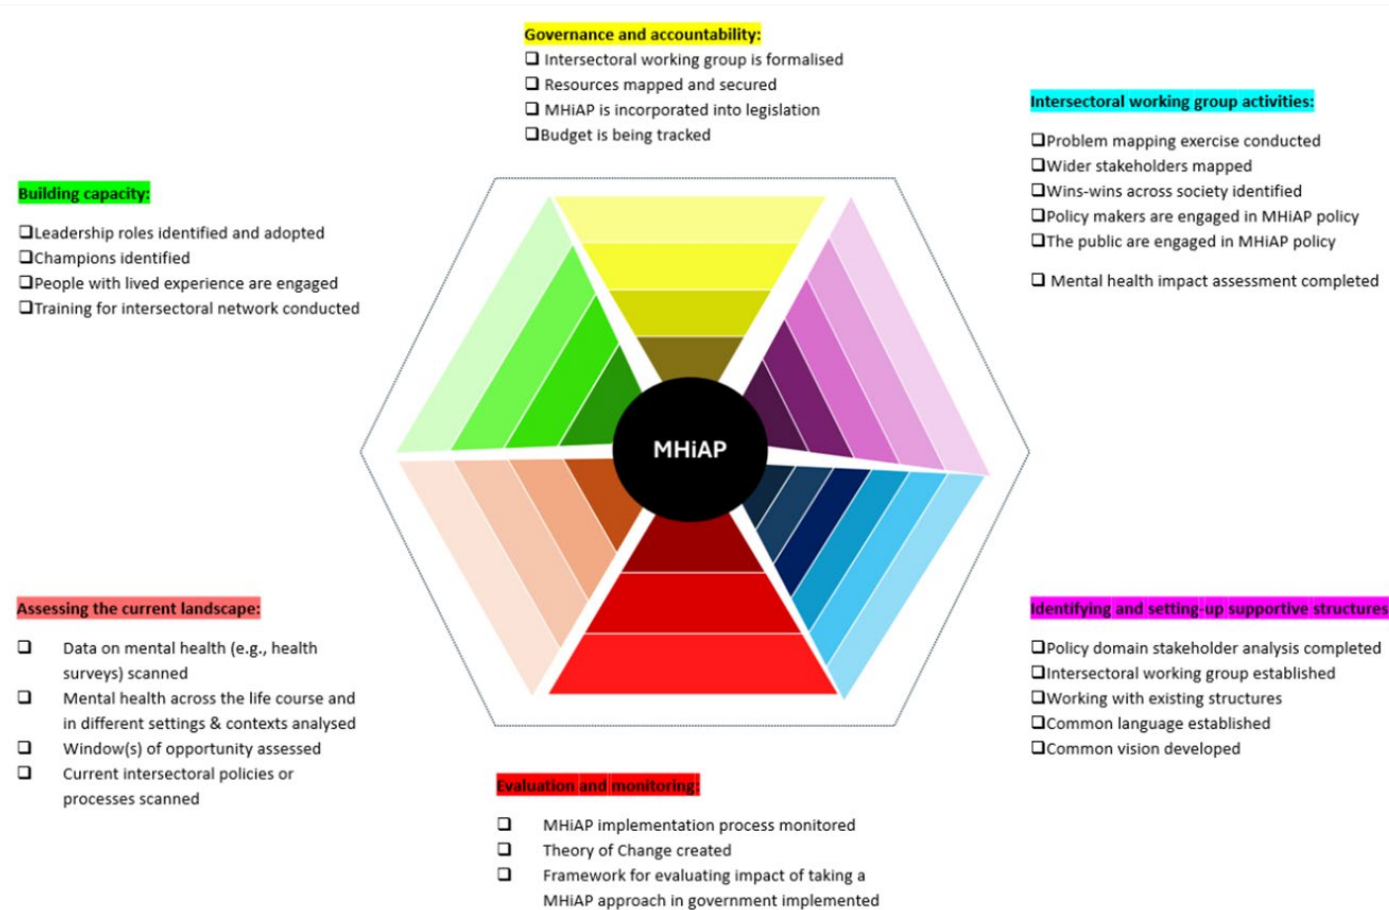 Governance and accountability:
❑ Intersectoral working group is formalised
❑ Resources mapped and secured
❑ MHiAP is incorporated into legislation
❑Budget is being tracked
Intersectoral working group activities:
❑Problem mapping exercise conducted
❑Wider stakeholders mapped
❑Wins-wins across society identified
❑Policy makers are engaged in MHiAP policy
❑The public are engaged in MHiAP policy
❑ Mental health impact assessment completed
Building capacity:
❑Leadership roles identified and adopted
❑Champions identified
❑People with lived experience are engaged
❑Training for intersectoral network conducted
MHiAP
Assessing the current landscape:
❑ Data on mental health (e.g., health
surveys) scanned
❑ Mental health across the life course and
in different settings & contexts analysed
❑ Window(s) of opportunity assessed
❑ Current intersectoral policies or
processes scanned
Identifying and setting-up supportive structures
❑Policy domain stakeholder analysis completed
❑Intersectoral working group established
❑Working with existing structures
❑Common language established
❑Common vision developed
Evaluation and monitoring:
❑ MHiAP implementation process monitored
❑ Theory of Change created
❑ Framework for evaluating impact of taking a
MHiAP approach in government implemented